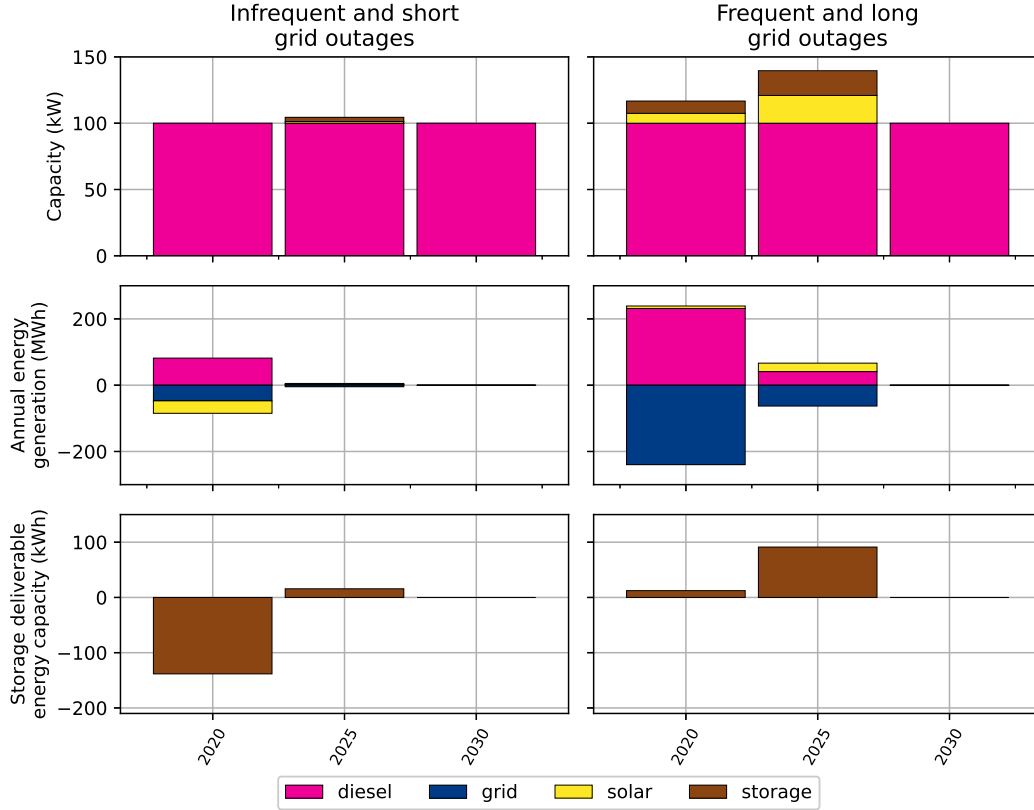 Infrequent and short
grid outages
Frequent and long
grid outages
Capacity (kW)
150
100
50
0
Annual energy
generation (MWh)
200
0
−200
Storage deliverable
energy capacity (kWh)
100
0
−100
−200
2020
2025
2030
2020
2025
2030
diesel
grid
solar
storage